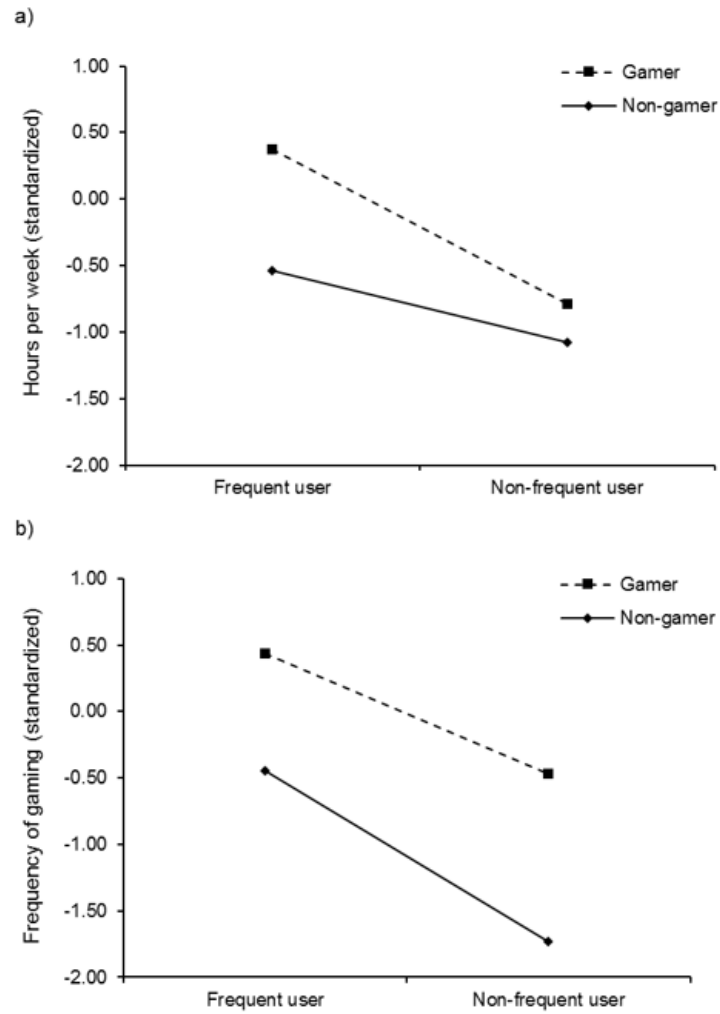 a)
Hours per week (standardized)
1.00
0.50
0.00
-0.50
-1.00
-1.50
-2.00
Gamer
Non-gamer
Frequent user
Non-frequent user
b)
Frequency of gaming (standardized)
1.00
0.50
0.00
-0.50
-1.00
-1.50
-2.00
Gamer
Non-gamer
Frequent user
Non-frequent user